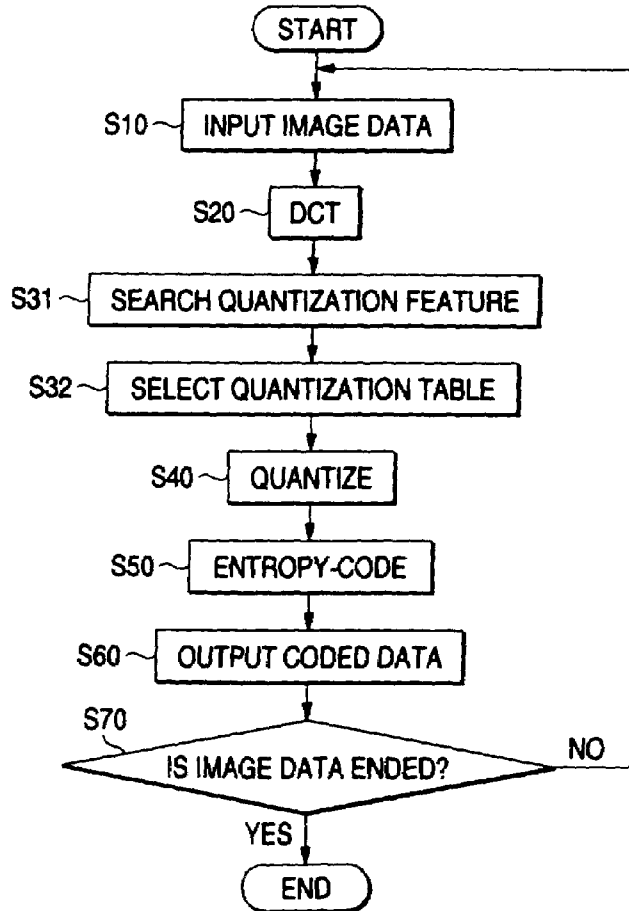 START
S10 INPUT IMAGE DATA
S20 DCT
S31 SEARCH QUANTIZATION FEATURE
S32 SELECT QUANTIZATION TABLE
S40 QUANTIZE
S50 ENTROPY-CODE
S60 OUTPUT CODED DATA
S70
IS IMAGE DATA ENDED?
NO
YES
END